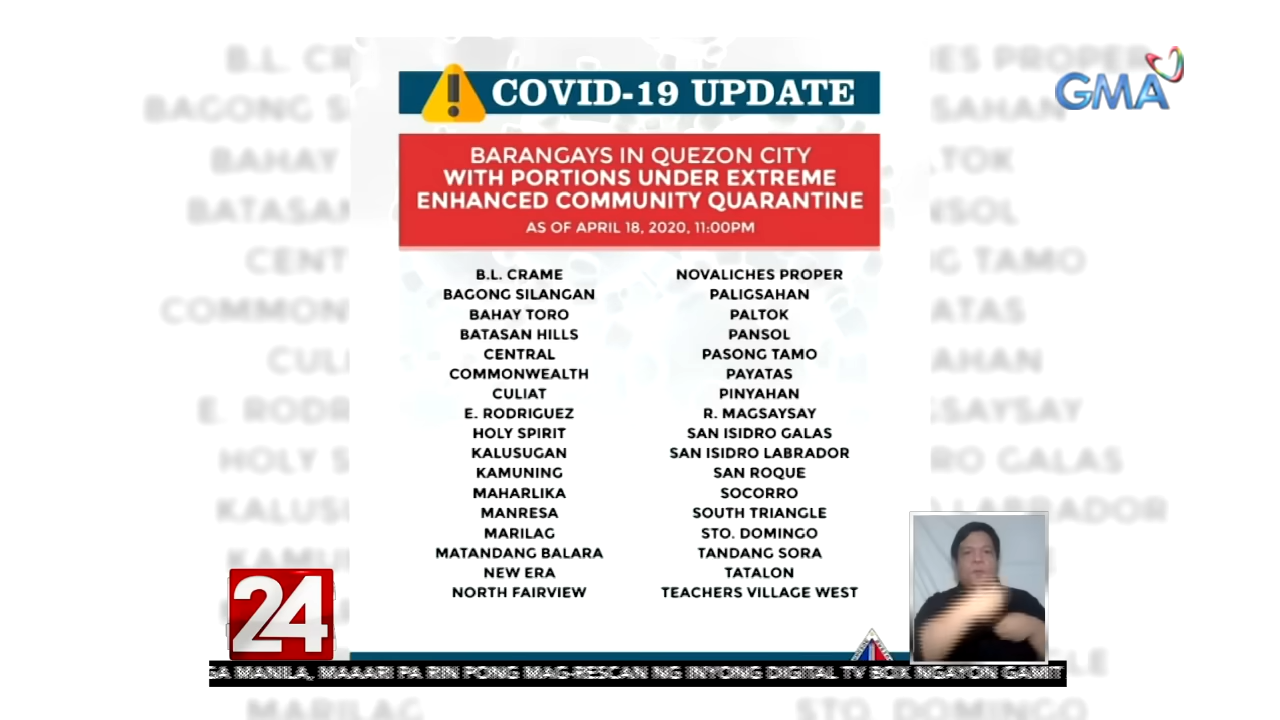 GMA
COVID-19 UPDATE
BARANGAYS IN QUEZON CITY
WITH PORTIONS UNDER EXTREME
ENHANCED COMMUNITY QUARANTINE
AS OF APRIL 18, 2020, 11:00PM
B.L. CRAME
BAGONG SILANGAN
BAHAY TORO
BATASAN HILLS
CENTRAL
COMMONWEALTH
CULIAT
E. RODRIGUEZ
HOLY SPIRIT
KALUSUGAN
KAMUNING
MAHARLIKA
MANRESA
MARILAG
MATANDANG BALARA
NEW ERA
NORTH FAIRVIEW
NOVALICHES PROPER
PALIGSAHAN
PALTOK
PANSOL
PASONG TAMO
PAYATAS
PINYAHAN
R. MAGSAYSAY
SAN ISIDRO GALAS
SAN ISIDRO LABRADOR
SAN ROQUE
SOCORRO
SOUTH TRIANGLE
STO. DOMINGO
TANDANG SORA
TATALON
TEACHERS VILLAGE WEST
24
GA MANILA, MAAARI PA RIN PONG MAG-RESCAN NG INYONG DIGITAL TV BOX NGAYON GAMIT